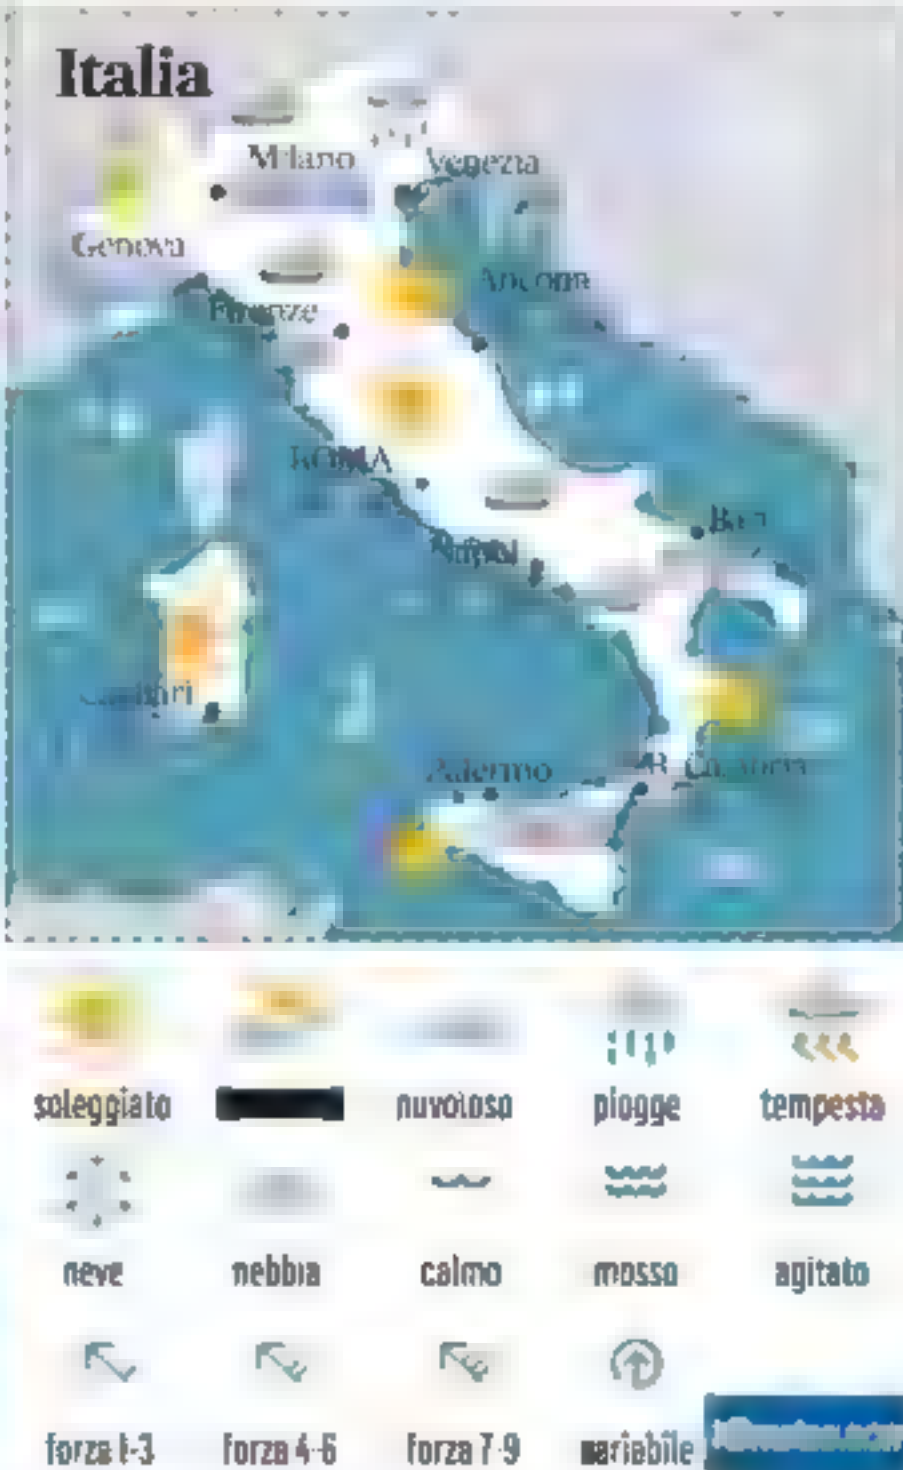 Italia
Milano
Venezia
Genova
Ancona
Firenze
ROMA
Bari
Napoli
Cagliari
Palermo
R. Calabria
soleggiato
nuvoloso
piogge
tempesta
neve
nebbia
calmo
mosso
agitato
forza 1-3
forza 4-6
forza 7-9
variabile